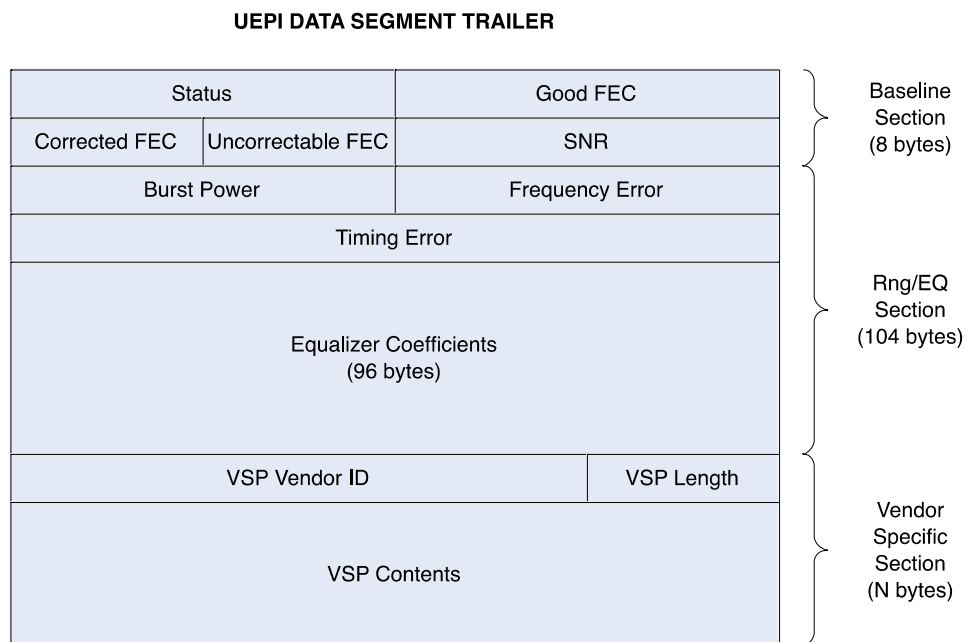 UEPI DATA SEGMENT TRAILER
Status
Good FEC
Baseline
Section
(8 bytes)
Corrected FEC
Uncorrectable FEC
SNR
Burst Power
Frequency Error
Timing Error
Rng/EQ
Section
(104 bytes)
Equalizer Coefficients
(96 bytes)
VSP Vendor ID
VSP Length
Vendor
Specific
Section
(N bytes)
VSP Contents